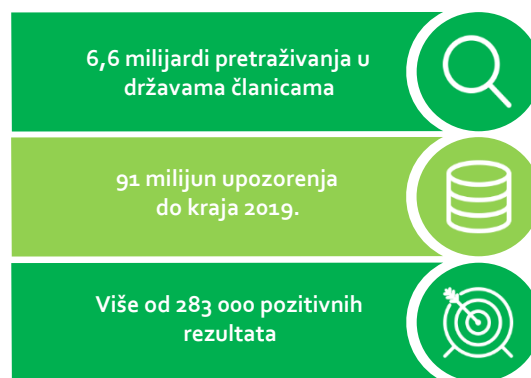 6,6 milijardi pretraživanja u
državama članicama
91 milijun upozorenja
do kraja 2019.
Više od 283 000 pozitivnih
rezultata